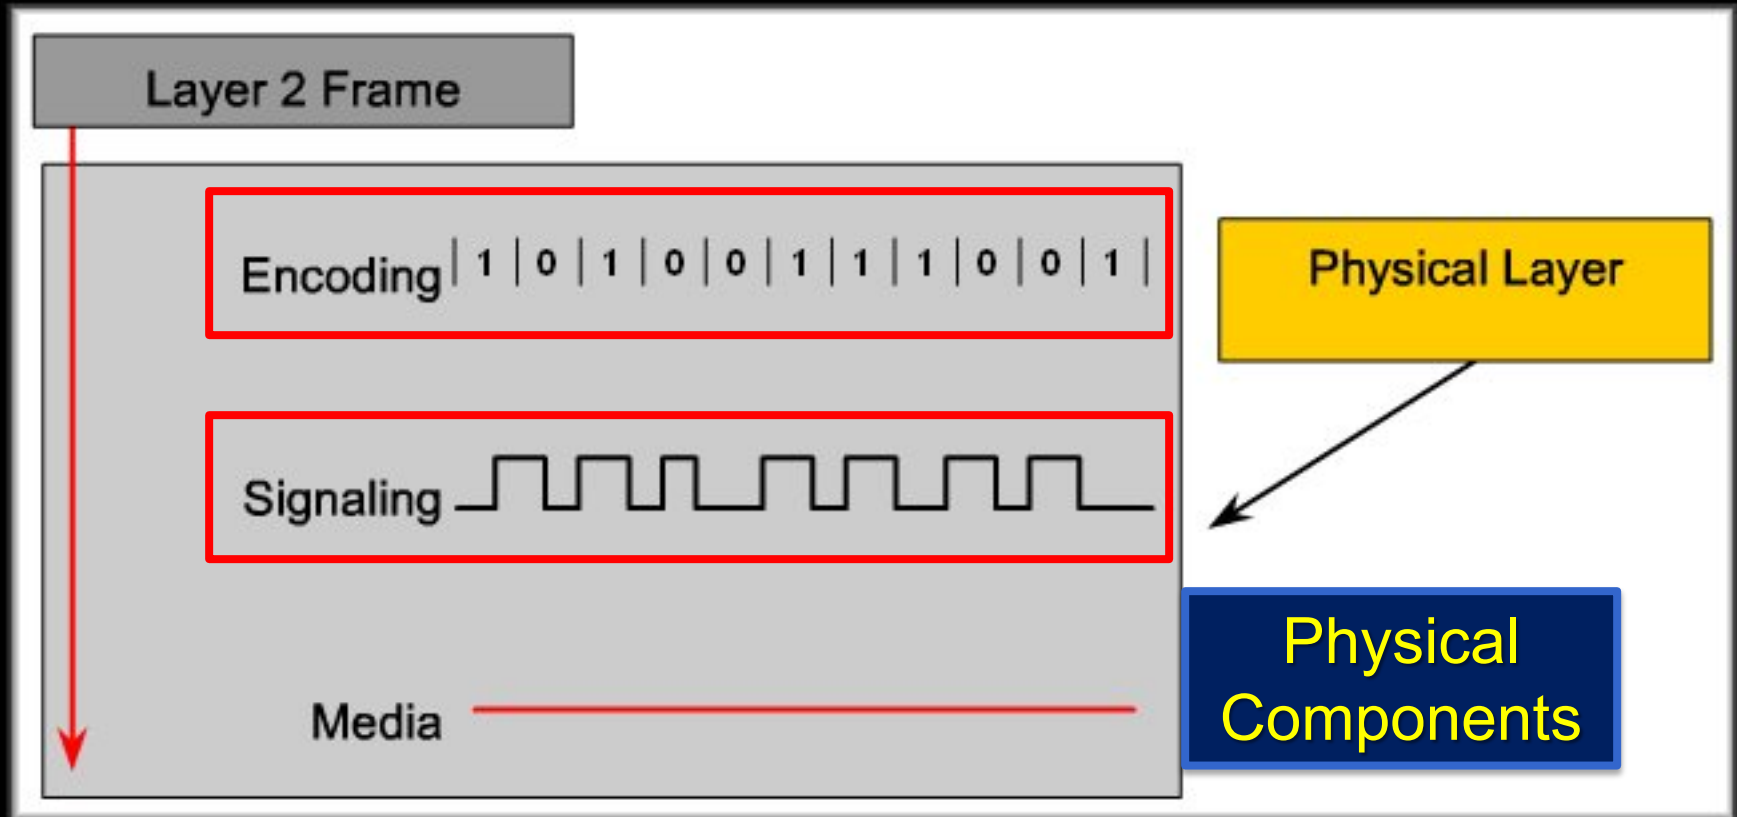 Layer 2 Frame
Encoding | 1 | 0 | 1 | 0 | 0 | 1 | 1 | 1 | 0 | 0 | 1 |
Physical Layer
Signaling
Media
Physical
Components